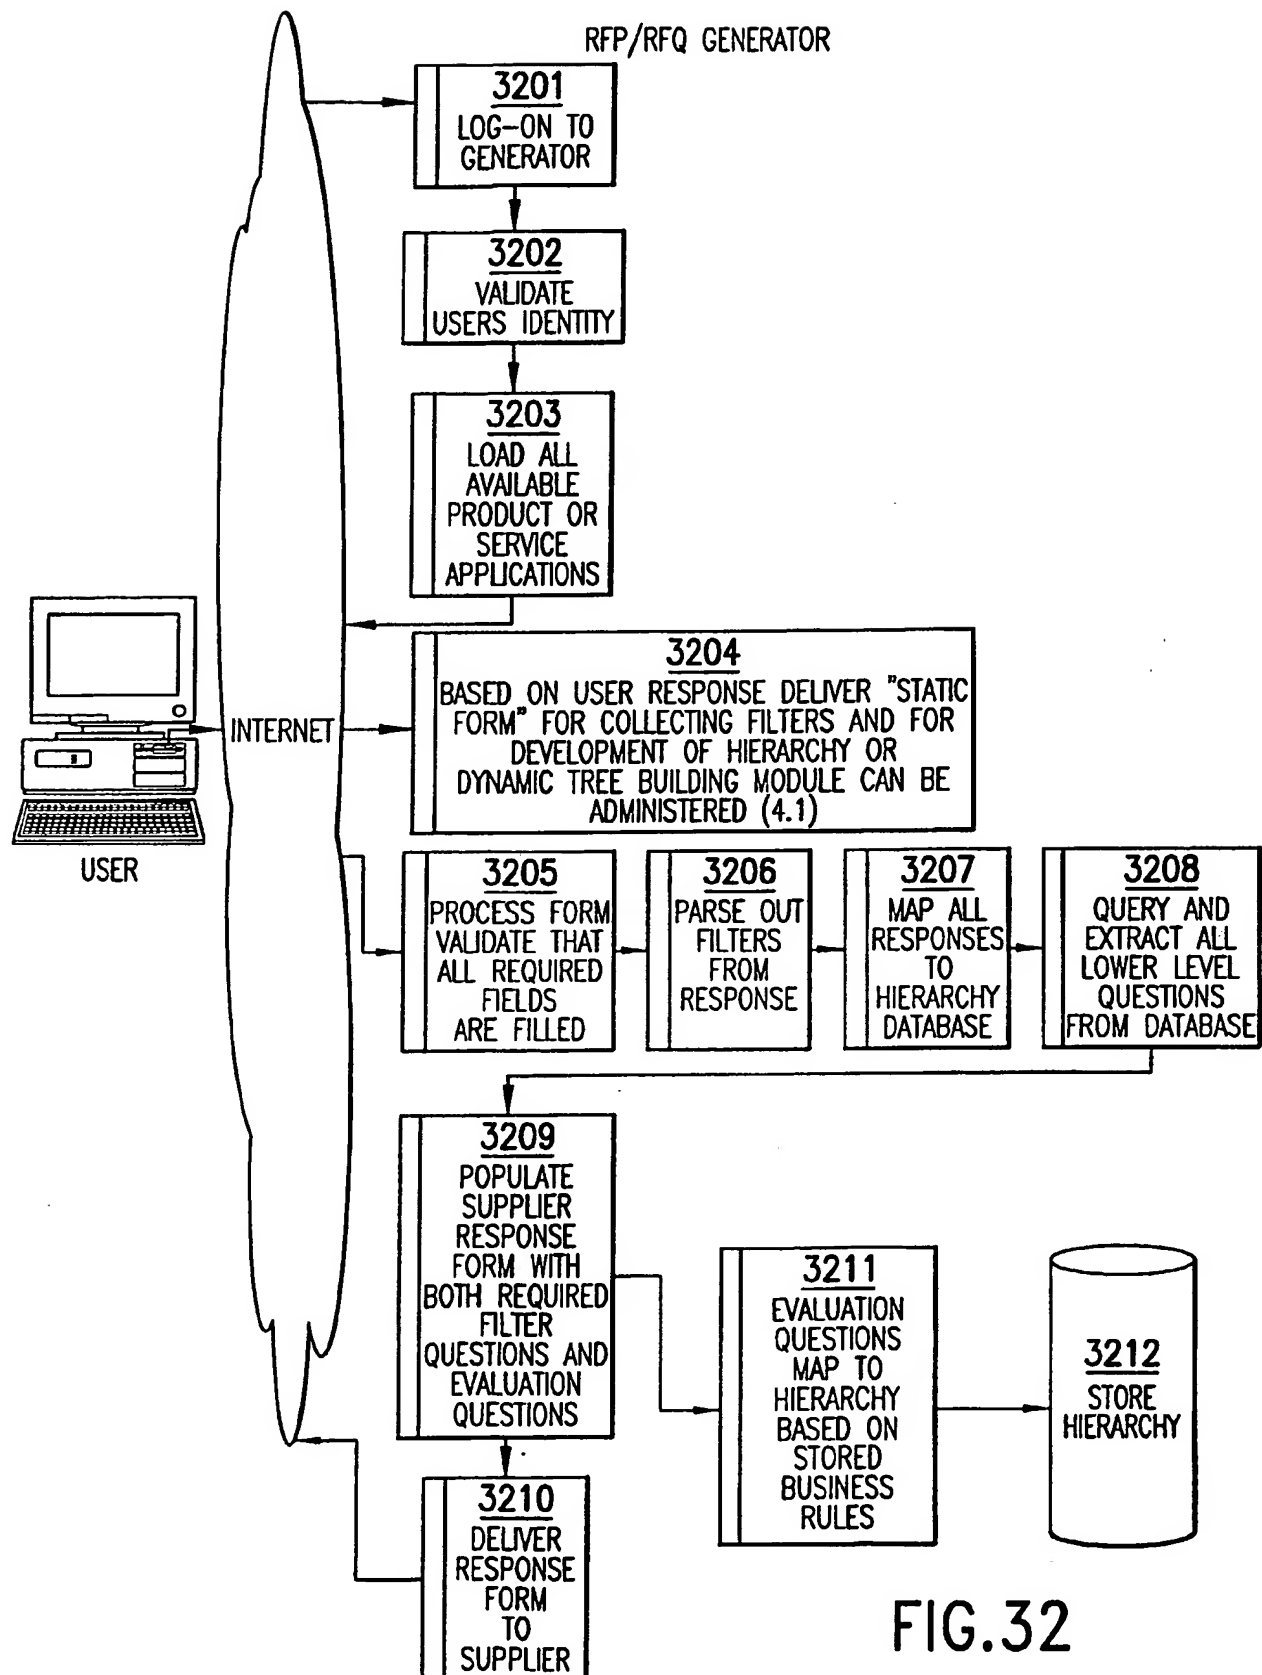 RFP/RFQ GENERATOR
3201
LOG-ON TO
GENERATOR
3202
VALIDATE
USERS IDENTITY
3203
LOAD ALL
AVAILABLE
PRODUCT OR
SERVICE
APPLICATIONS
3204
BASED ON USER RESPONSE DELIVER "STATIC
FORM" FOR COLLECTING FILTERS AND FOR
DEVELOPMENT OF HIERARCHY OR
DYNAMIC TREE BUILDING MODULE CAN BE
ADMINISTERED (4.1)
INTERNET
USER
3205
PROCESS FORM
VALIDATE THAT
ALL REQUIRED
FIELDS
ARE FILLED
3206
PARSE OUT
FILTERS
FROM
RESPONSE
3207
MAP ALL
RESPONSES
TO
HIERARCHY
DATABASE
3208
QUERY AND
EXTRACT ALL
LOWER LEVEL
QUESTIONS
FROM DATABASE
3209
POPULATE
SUPPLIER
RESPONSE
FORM WITH
BOTH REQUIRED
FILTER
QUESTIONS AND
EVALUATION
QUESTIONS
3211
EVALUATION
QUESTIONS
MAP TO
HIERARCHY
BASED ON
STORED
BUSINESS
RULES
3212
STORE
HIERARCHY
3210
DELIVER
RESPONSE
FORM
TO
SUPPLIER
FIG.32